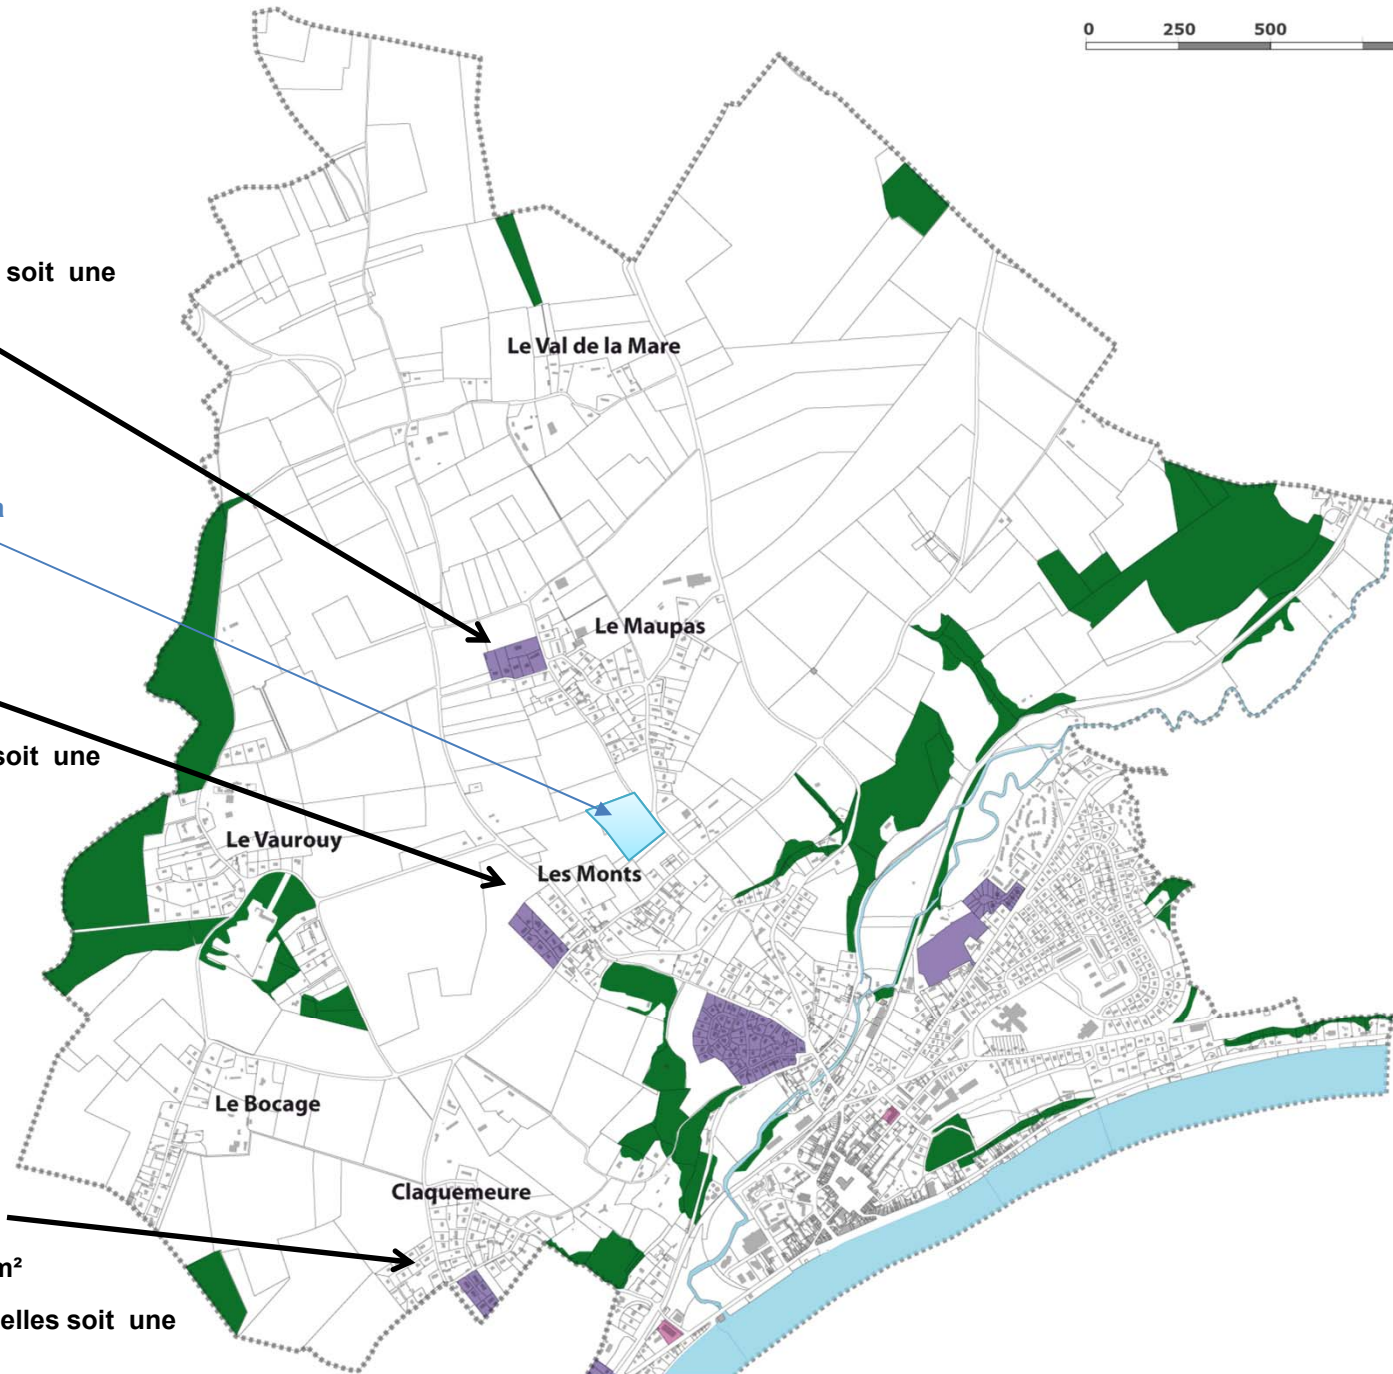 0 250 500
soit une
Le Val de la Mare
Le Maupas
soit une
Le Vaurouy
Les Monts
Le Bocage
Claquemeure
m²
elles soit une